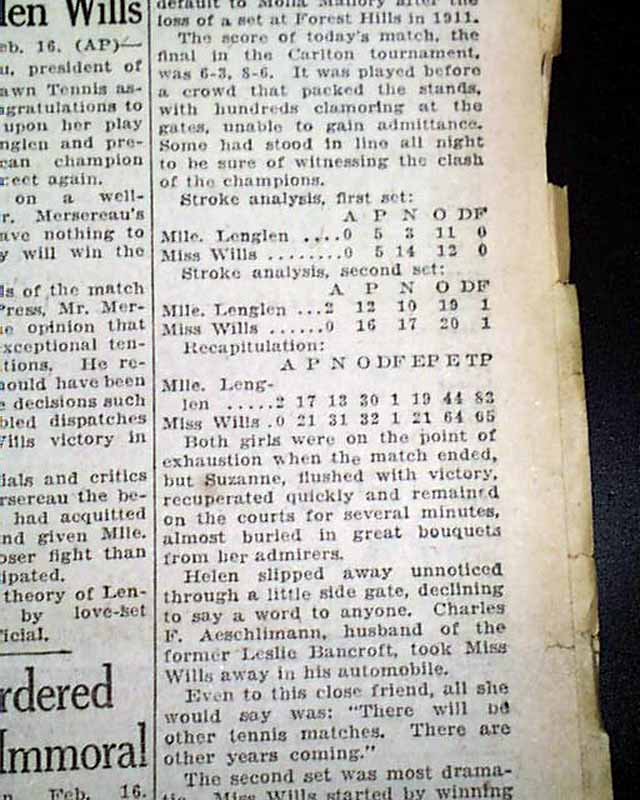 len Wills
eb. 16. (AP)—
u, president of
awn Tennis as-
ngratulations to
upon her play
nglen and pre-
can champion
eet again.
on a well-
r. Mersereau's
ave nothing to
y will win the
ls of the match
Press, Mr. Mer-
e opinion that
exceptional ten-
tions. He re-
hould have been
e decisions such
bled dispatches
Wills victory in
ials and critics
ersereau the be-
had acquitted
nd given Mlle.
oser fight than
ipated.
theory of Len-
by love-set
ficial.
rdered
Immoral
Feb. 16.
default to Molla Mallory after the
loss of a set at Forest Hills in 1911.
The score of today's match, the
final in the Carlton tournament,
was 6-3, 8-6. It was played before
a crowd that packed the stands,
with hundreds clamoring at the
gates, unable to gain admittance.
Some had stood in line all night
to be sure of witnessing the clash
of the champions.
Stroke analysis, first set:
A P N O DF
Mlle. Lenglen ....0 5 3 11 0
Miss Wills ........0 5 14 12 0
Stroke analysis, second set:
A P N O DF
Mlle. Lenglen ...2 12 10 19 1
Miss Wills ......0 16 17 20 1
Recapitulation:
A P N O DF EP E TP
Mlle. Leng-
len .....2 17 13 30 1 19 44 83
Miss Wills .0 21 31 32 1 21 64 65
Both girls were on the point of
exhaustion when the match ended,
but Suzanne, flushed with victory,
recuperated quickly and remained
on the courts for several minutes,
almost buried in great bouquets
from her admirers.
Helen slipped away unnoticed
through a little side gate, declining
to say a word to anyone. Charles
F. Aeschlimann, husband of the
former Leslie Bancroft, took Miss
Wills away in his automobile.
Even to this close friend, all she
would say was: "There will be
other tennis matches. There are
other years coming."
The second set was most drama-
tic. Miss Wills started by winning